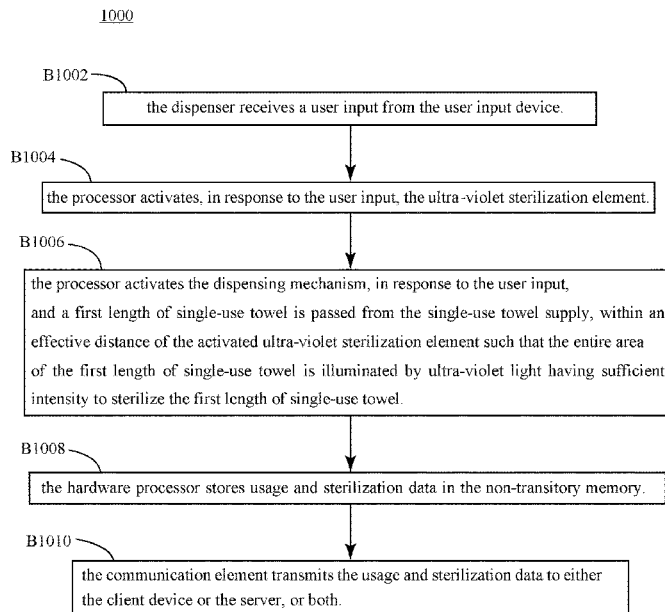 1000
B1002
the dispenser receives a user input from the user input device.
B1004
the processor activates, in response to the user input, the ultra-violet sterilization element.
B1006
the processor activates the dispensing mechanism, in response to the user input,
and a first length of single-use towel is passed from the single-use towel supply, within an
effective distance of the activated ultra-violet sterilization element such that the entire area
of the first length of single-use towel is illuminated by ultra-violet light having sufficient
intensity to sterilize the first length of single-use towel.
B1008
the hardware processor stores usage and sterilization data in the non-transitory memory.
B1010
the communication element transmits the usage and sterilization data to either
the client device or the server, or both.